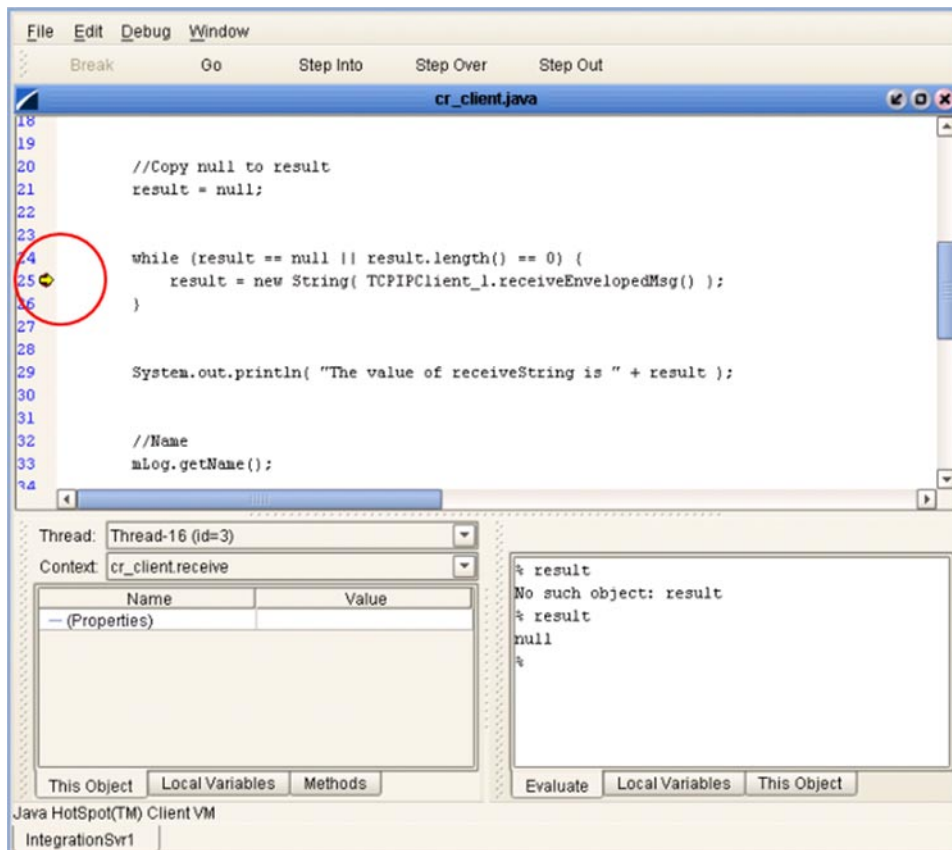 File Edit Debug Window
Break Go Step Into Step Over Step Out
cr_client.java
18
19
20 //Copy null to result
21 result = null;
22
23
24 while (result == null || result.length() == 0) {
25 result = new String( TCPIPClient_1.receiveEnvelopedMsg() );
26 }
27
28
29 System.out.println( "The value of receiveString is " + result );
30
31
32 //Name
33 mLog.getName();
34
Thread: Thread-16 (id=3)
Context: cr_client.receive
Name Value
(Properties)
This Object Local Variables Methods
% result
No such object: result
% result
null
%
Evaluate Local Variables This Object
Java HotSpot(TM) Client VM
IntegrationSvr1